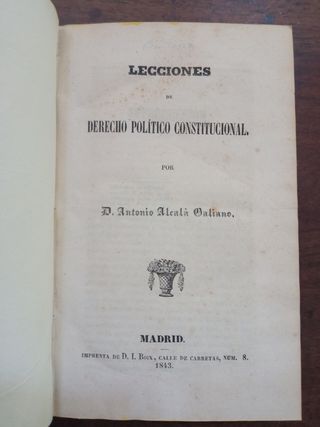 LECCIONES
DE
DERECHO POLÍTICO CONSTITUCIONAL,
POR
D. Antonio Alcalá Galiano,
MADRID.
IMPRENTA DE D. I. BOIX, CALLE DE CARRETAS, NUM. 8.
1843.